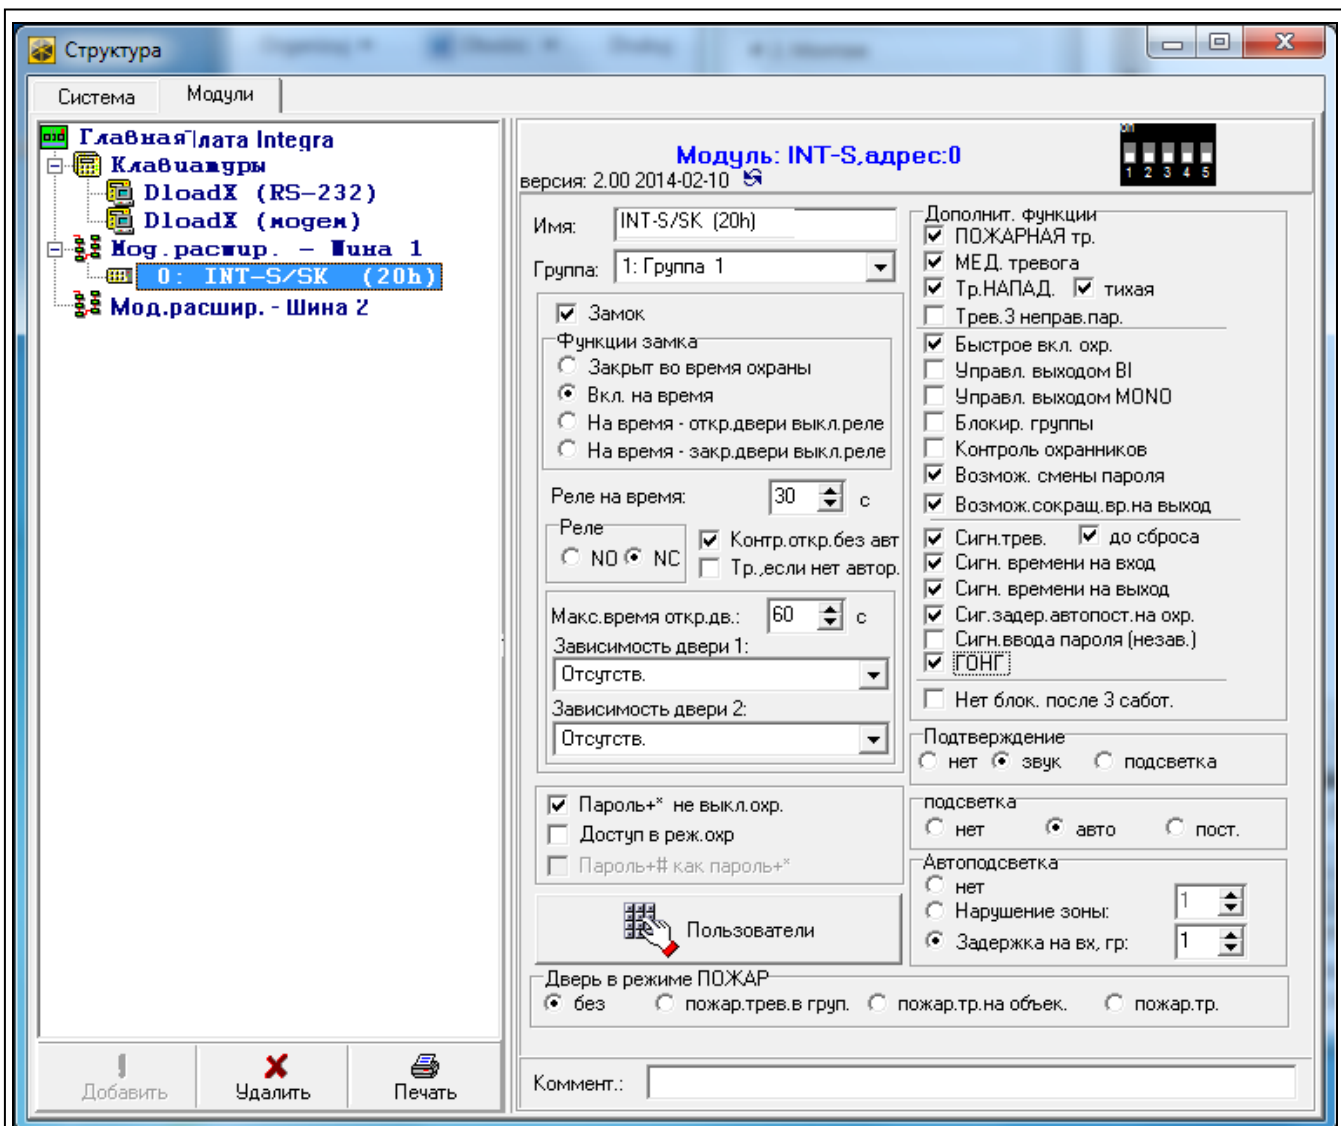 Структура
Система
Модули
Главная лата Integra
Клавиатуры
DloadX (RS-232)
DloadX (модем)
Мод.расшир. - Шина 1
0: INT-S/SK (20h)
Мод.расшир. - Шина 2
Добавить
Удалить
Печать
Модуль: INT-S,адрес:0
версия: 2.00 2014-02-10
on
1 2 3 4 5
Имя:
INT-S/SK (20h)
Группа:
1: Группа 1
Замок
Функции замка
Закрыт во время охраны
Вкл. на время
На время - откр.двери выкл.реле
На время - закр.двери выкл.реле
Реле на время:
30
с
Реле
NO
NC
Контр.откр.без авт
Тр.,если нет автор.
Макс.время откр.дв.:
60
с
Зависимость двери 1:
Отсутств.
Зависимость двери 2:
Отсутств.
Пароль+* не выкл.охр.
Доступ в реж.охр
Пароль+# как пароль+*
Пользователи
Дополнит. функции
ПОЖАРНАЯ тр.
МЕД. тревога
Тр.НАПАД.
тихая
Трев.3 неправ.пар.
Быстрое вкл. охр.
Управл. выходом BI
Управл. выходом MONO
Блокир. группы
Контроль охранников
Возмож. смены пароля
Возмож.сокращ.вр.на выход
Сигн.трев.
до сброса
Сигн. времени на вход
Сигн. времени на выход
Сиг.задер.автопост.на охр.
Сигн.ввода пароля (незав.)
ГОНГ
Нет блок. после 3 сабот.
Подтверждение
нет
звук
подсветка
подсветка
нет
авто
пост.
Автоподсветка
нет
Нарушение зоны:
1
Задержка на вх, гр:
1
Дверь в режиме ПОЖАР
без
пожар.трев.в груп.
пожар.тр.на объек.
пожар.тр.
Коммент.: